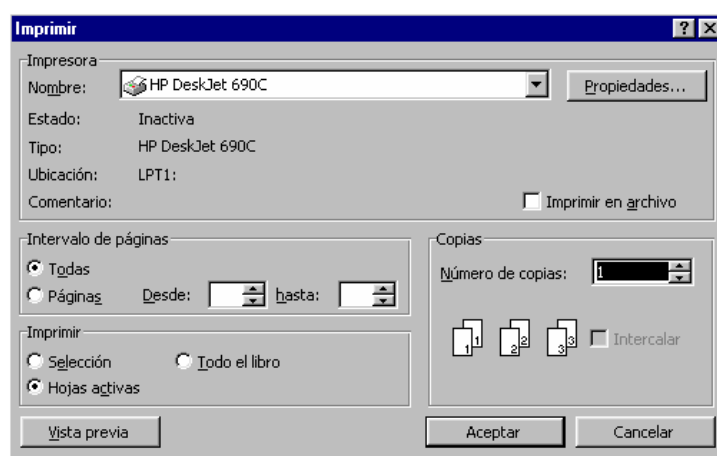 Imprimir
Impresora
Nombre: HP DeskJet 690C Propiedades...
Estado: Inactiva
Tipo: HP DeskJet 690C
Ubicación: LPT1:
Comentario: Imprimir en archivo
Intervalo de páginas
Todas
Páginas Desde: hasta:
Copias
Número de copias: 1
1 1 2 2 3 3 Intercalar
Imprimir
Selección Todo el libro
Hojas activas
Vista previa Aceptar Cancelar